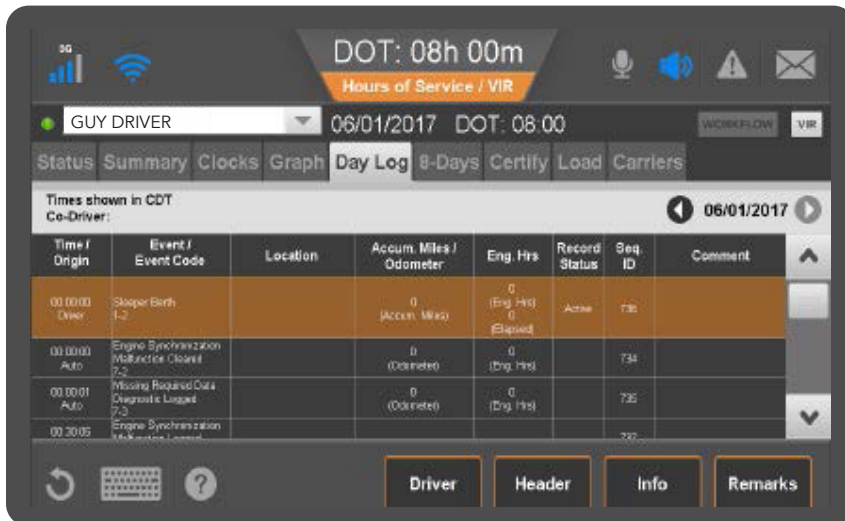 3G
DOT: 08h 00m
Hours of Service / VIR
GUY DRIVER
06/01/2017 DOT: 08:00
WORKFLOW
VIR
Status Summary Clocks Graph Day Log 8-Days Certify Load Carriers
Times shown in CDT
Co-Driver:
06/01/2017
Time / Origin
Event / Event Code
Location
Accum. Miles / Odometer
Eng. Hrs
Record Status
Seq. ID
Comment
00:00:00
Driver
Sleeper Berth
1-2
0
(Accum. Miles)
0
(Eng. Hrs)
0
(Elapsed)
Active
736
00:00:00
Auto
Engine Synchronization
Malfunction Cleared
7-2
0
(Odometer)
0
(Eng. Hrs)
734
00:00:01
Auto
Missing Required Data
Diagnostic Logged
7-3
0
(Odometer)
0
(Eng. Hrs)
735
Engine Synchronization
Driver
Header
Info
Remarks